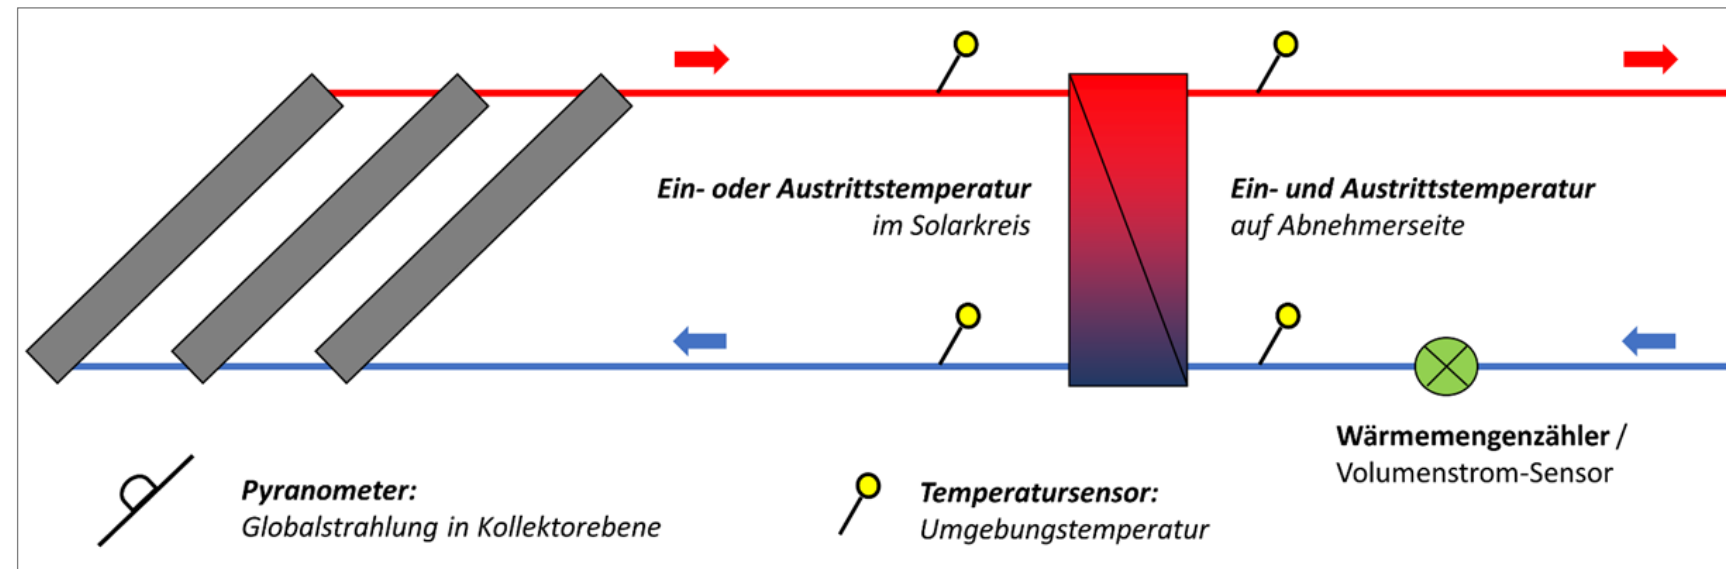 Ein- oder Austrittstemperatur
im Solarkreis
Ein- und Austrittstemperatur
auf Abnehmerseite
Wärmemengenzähler /
Volumenstrom-Sensor
Pyranometer:
Globalstrahlung in Kollektorebene
Temperatursensor:
Umgebungstemperatur